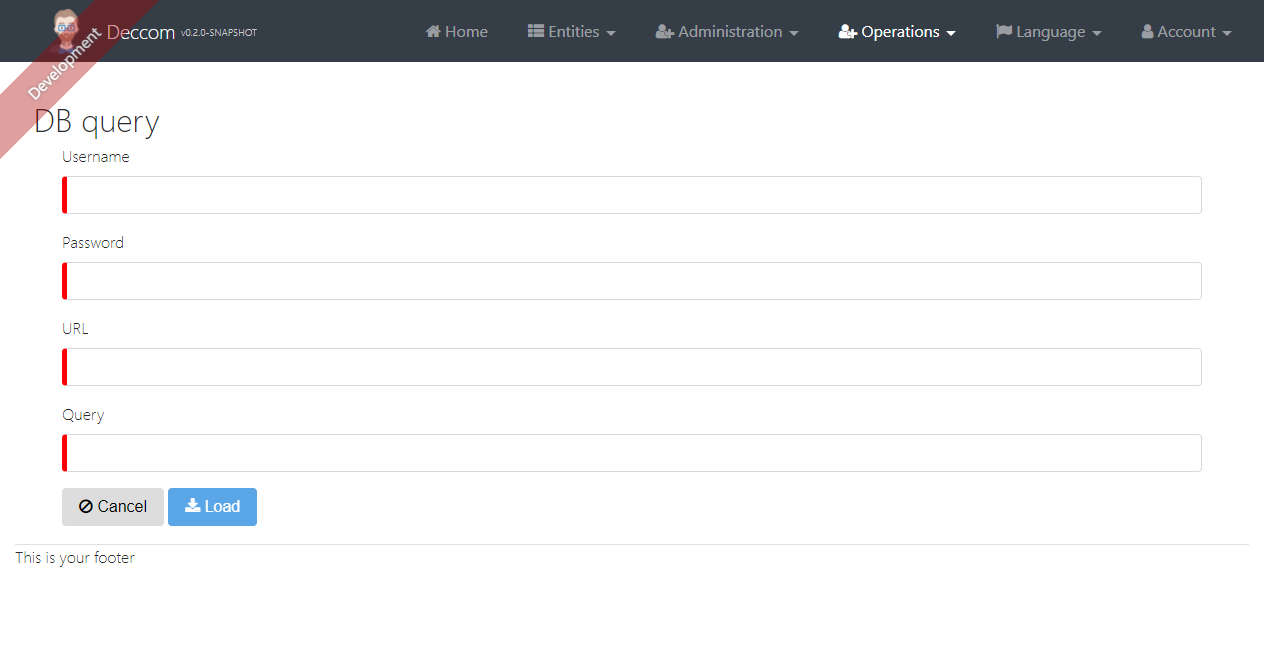 Deccom v0.2.0-SNAPSHOT Home Entities Administration Operations Language Account
Development
DB query
Username
Password
URL
Query
Cancel Load
This is your footer